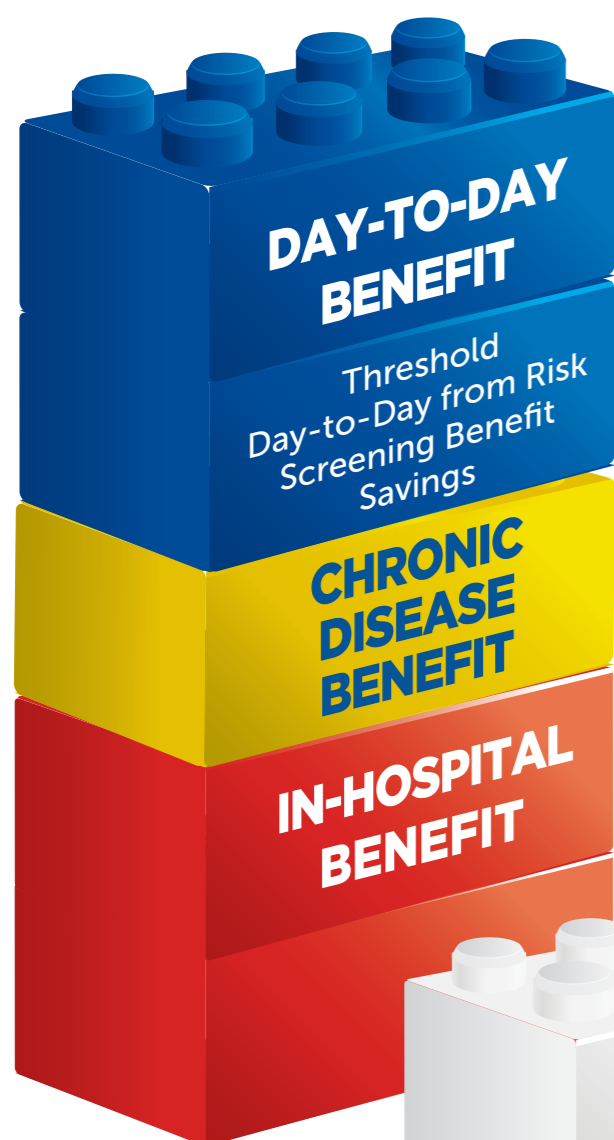 DAY-TO-DAY
BENEFIT
Threshold
Day-to-Day from Risk
Screening Benefit
Savings
CHRONIC
DISEASE
BENEFIT
IN-HOSPITAL
BENEFIT